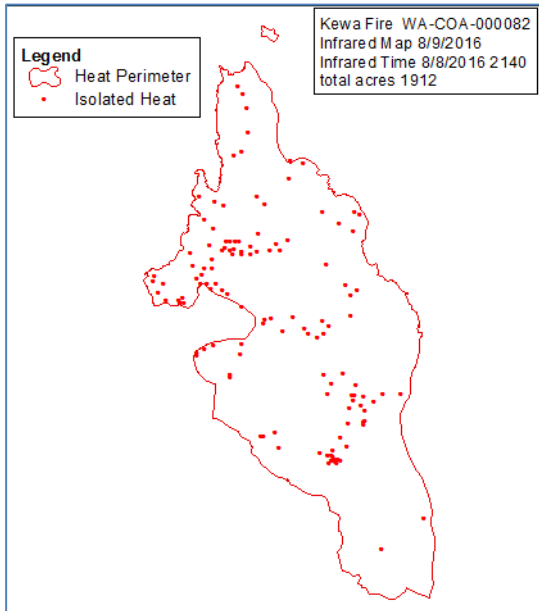 Kewa Fire WA-COA-000082
Infrared Map 8/9/2016
Infrared Time 8/8/2016 2140
total acres 1912
Legend
Heat Perimeter
Isolated Heat